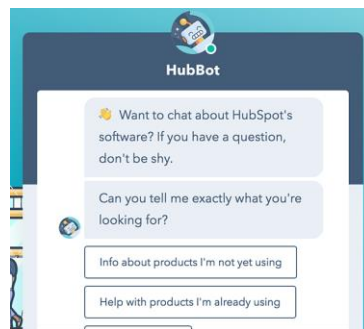 HubBot
👋 Want to chat about HubSpot's
software? If you have a question,
don't be shy.
Can you tell me exactly what you're
looking for?
Info about products I'm not yet using
Help with products I'm already using